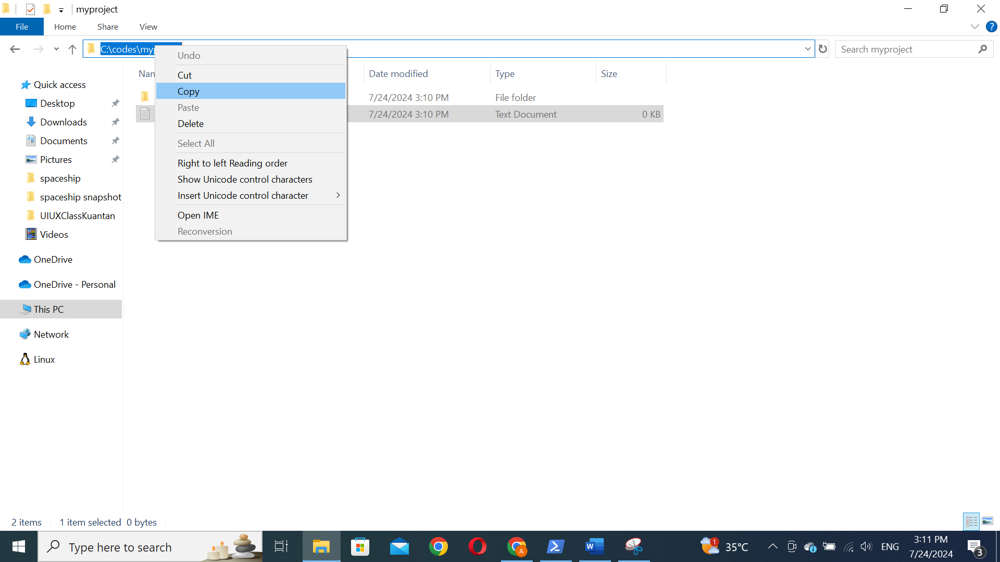 myproject
File Home Share View
C:\codes\myp
Search myproject
Undo
Cut
Copy
Paste
Delete
Select All
Right to left Reading order
Show Unicode control characters
Insert Unicode control character
Open IME
Reconversion
Nan Date modified Type Size
7/24/2024 3:10 PM File folder
7/24/2024 3:10 PM Text Document 0 KB
Quick access
Desktop
Downloads
Documents
Pictures
spaceship
spaceship snapshot
UIUXClassKuantan
Videos
OneDrive
OneDrive - Personal
This PC
Network
Linux
2 items 1 item selected 0 bytes
Type here to search
A
W
1
35°C
ENG
3:11 PM
7/24/2024
3